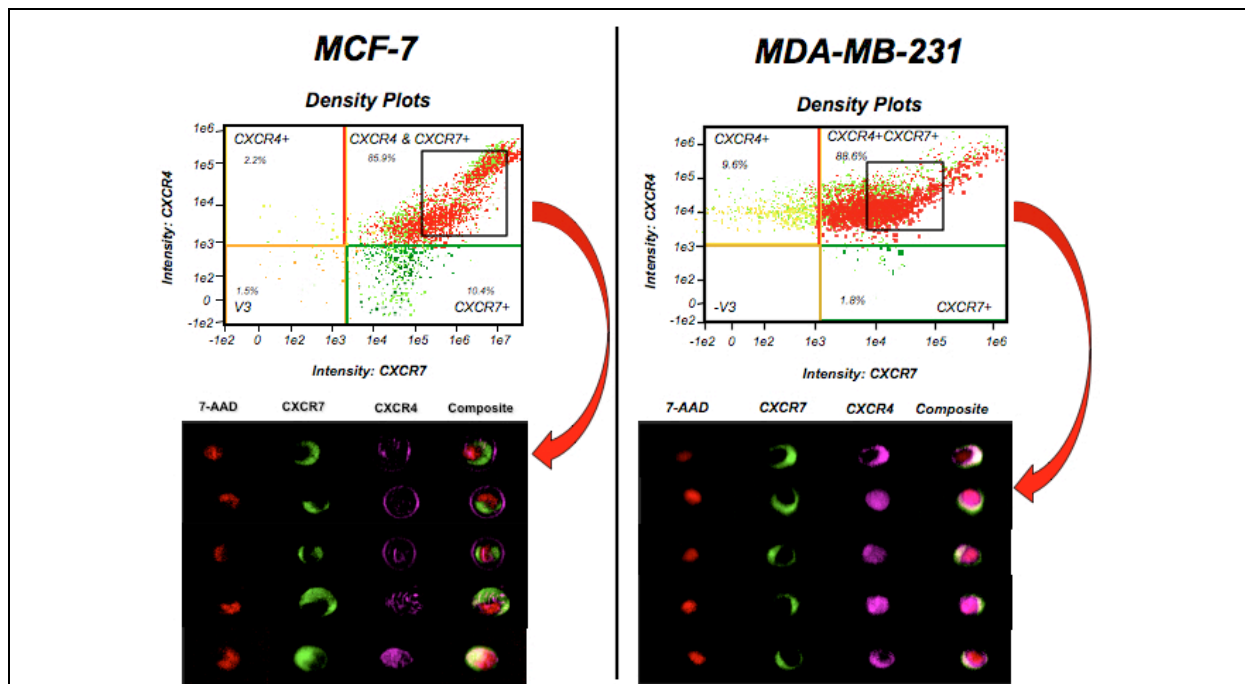 MCF-7
Density Plots
1e6
1e5
1e4
1e3
1e2
0
-1e2
Intensity: CXCR4
CXCR4+
2.2%
CXCR4 & CXCR7+
85.9%
1.5%
V3
10.4%
CXCR7+
-1e2 0 1e2 1e3 1e4 1e5 1e6 1e7
Intensity: CXCR7
7-AAD CXCR7 CXCR4 Composite
MDA-MB-231
Density Plots
1e6
1e5
1e4
1e3
1e2
0
-1e2
Intensity: CXCR4
CXCR4+
9.6%
CXCR4+CXCR7+
88.6%
-V3
1.8%
CXCR7+
-1e2 0 1e2 1e3 1e4 1e5 1e6
Intensity: CXCR7
7-AAD CXCR7 CXCR4 Composite